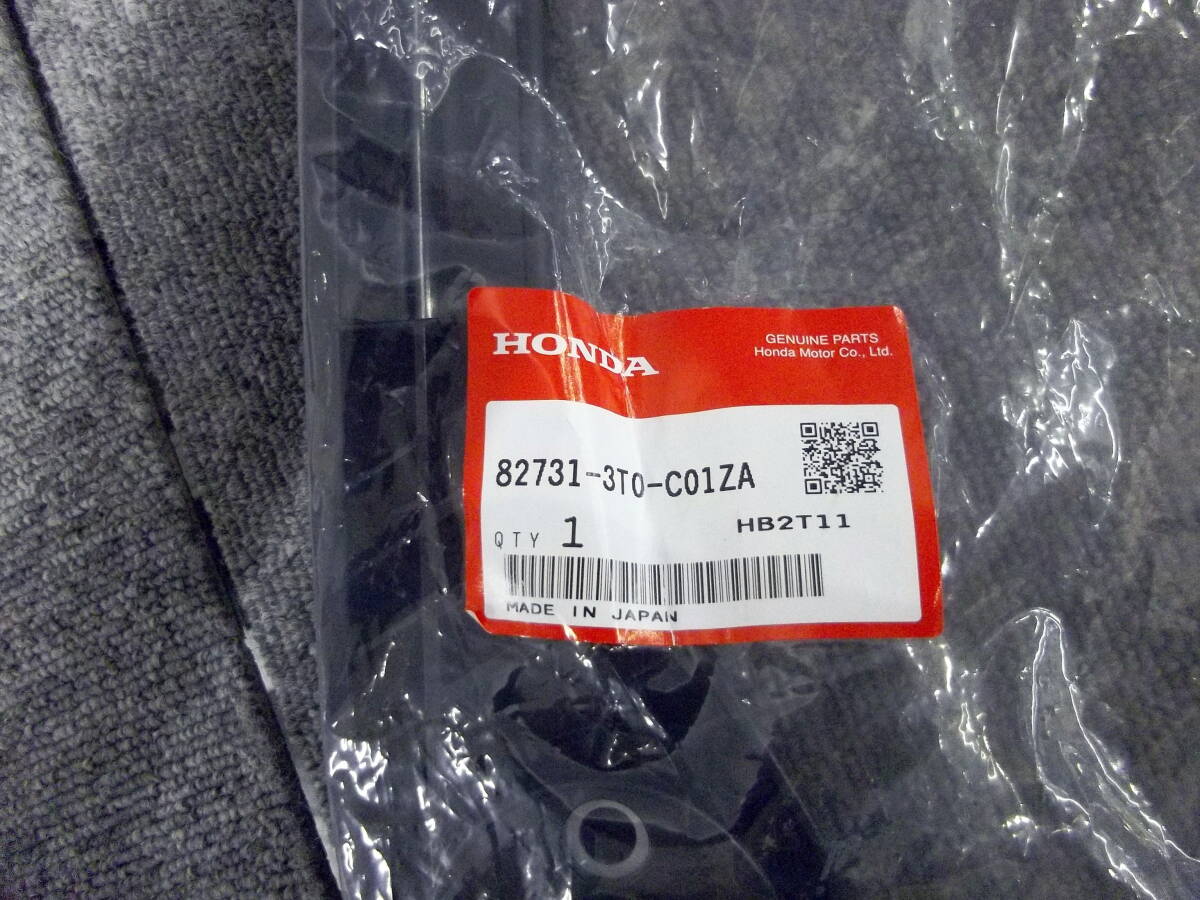 HONDA
GENUINE PARTS
Honda Motor Co., Ltd.
82731-3T0-C01ZA
QTY 1
HB2T11
MADE IN JAPAN